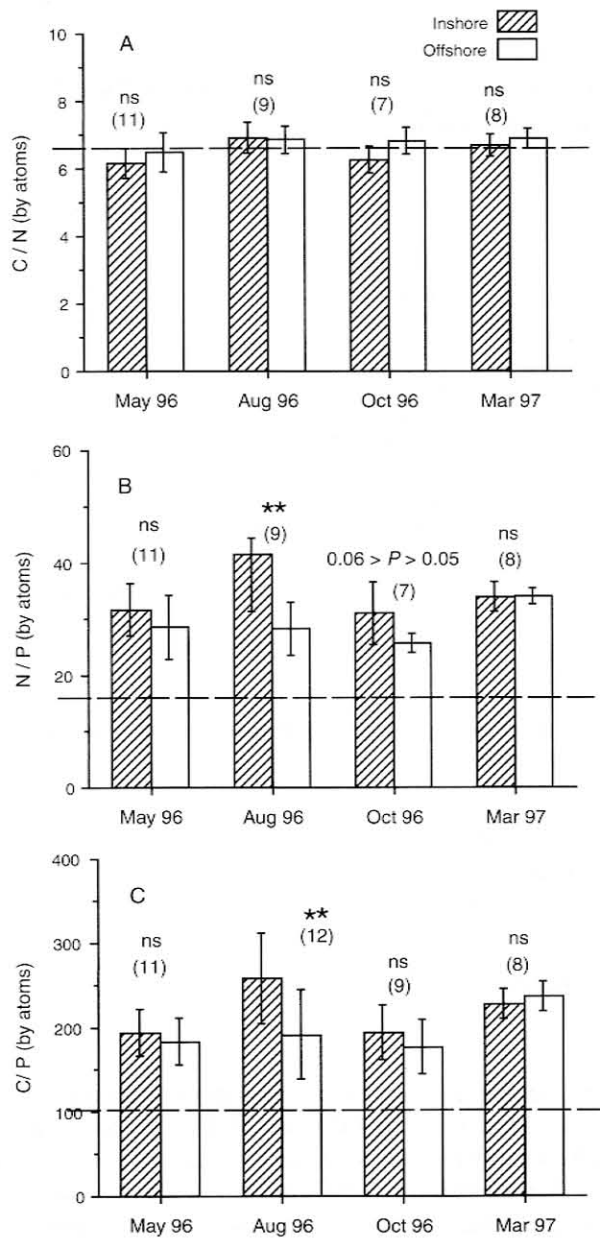 Inshore
Offshore
A
10
8
6
4
2
0
C / N (by atoms)
ns
(11)
ns
(9)
ns
(7)
ns
(8)
May 96
Aug 96
Oct 96
Mar 97
B
60
40
20
0
N / P (by atoms)
ns
(11)
**
(9)
0.06 > P > 0.05
(7)
ns
(8)
May 96
Aug 96
Oct 96
Mar 97
C
400
300
200
100
0
C/ P (by atoms)
ns
(11)
**
(12)
ns
(9)
ns
(8)
May 96
Aug 96
Oct 96
Mar 97